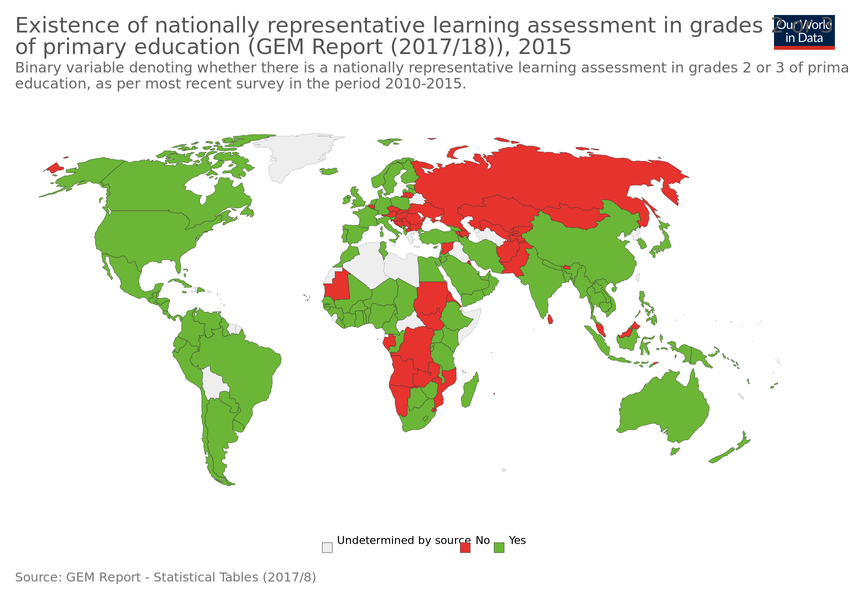 Existence of nationally representative learning assessment in grades
of primary education (GEM Report (2017/18)), 2015
Our World
in Data
Binary variable denoting whether there is a nationally representative learning assessment in grades 2 or 3 of prima
education, as per most recent survey in the period 2010-2015.
Undetermined by source No Yes
Source: GEM Report - Statistical Tables (2017/8)